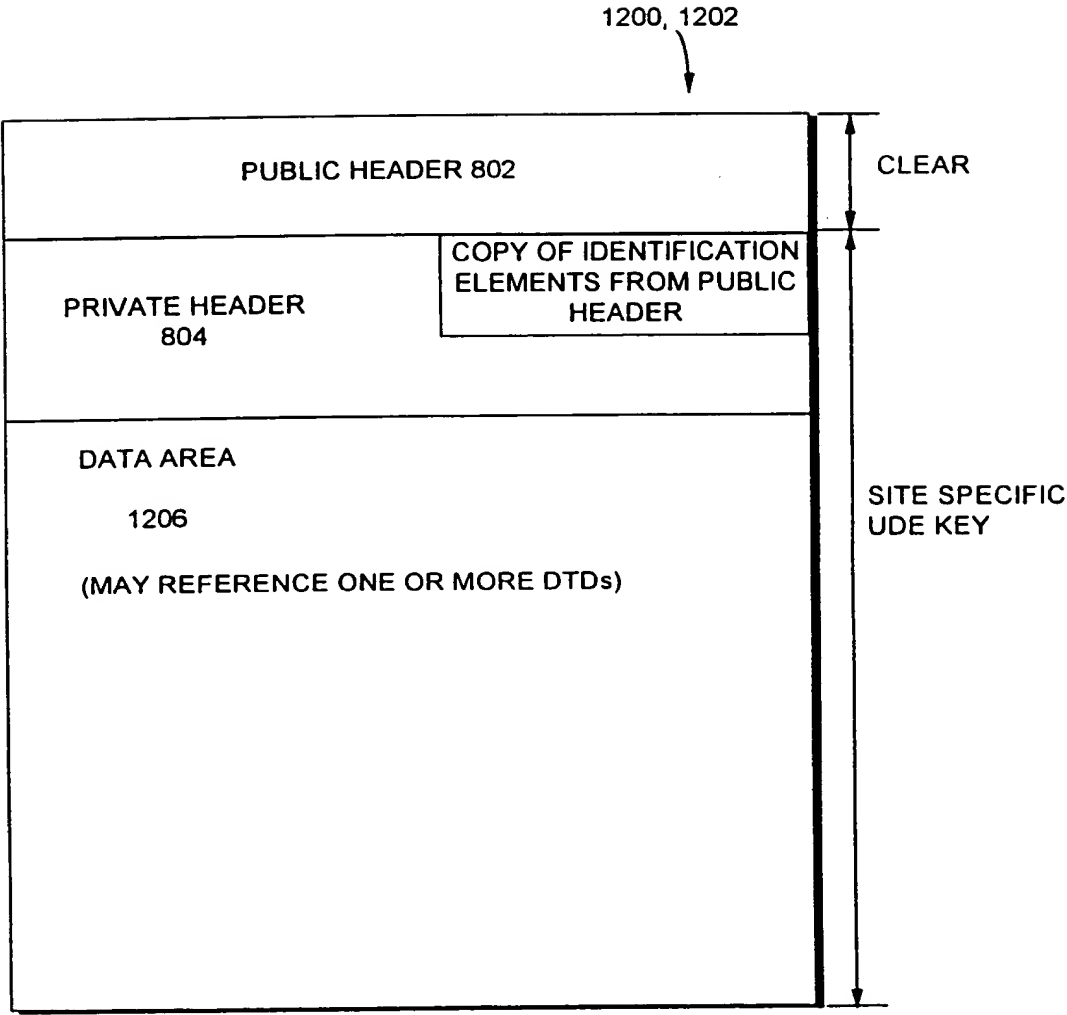 1200, 1202
PUBLIC HEADER 802
CLEAR
COPY OF IDENTIFICATION
ELEMENTS FROM PUBLIC
HEADER
PRIVATE HEADER
804
DATA AREA
1206
(MAY REFERENCE ONE OR MORE DTDs)
SITE SPECIFIC
UDE KEY